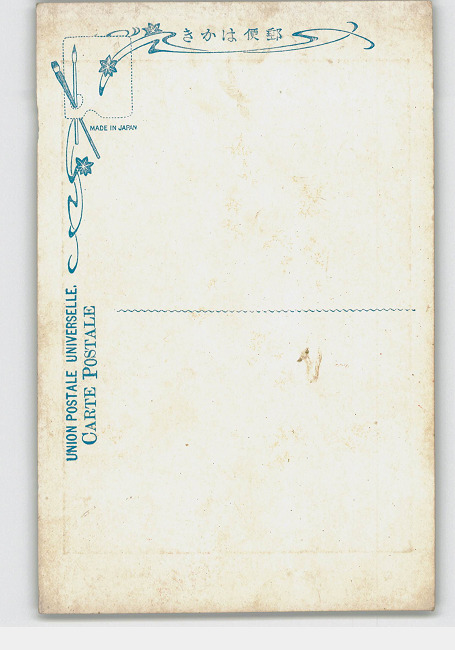 きかは便郵
MADE IN JAPAN
UNION POSTALE UNIVERSELLE.
CARTE POSTALE